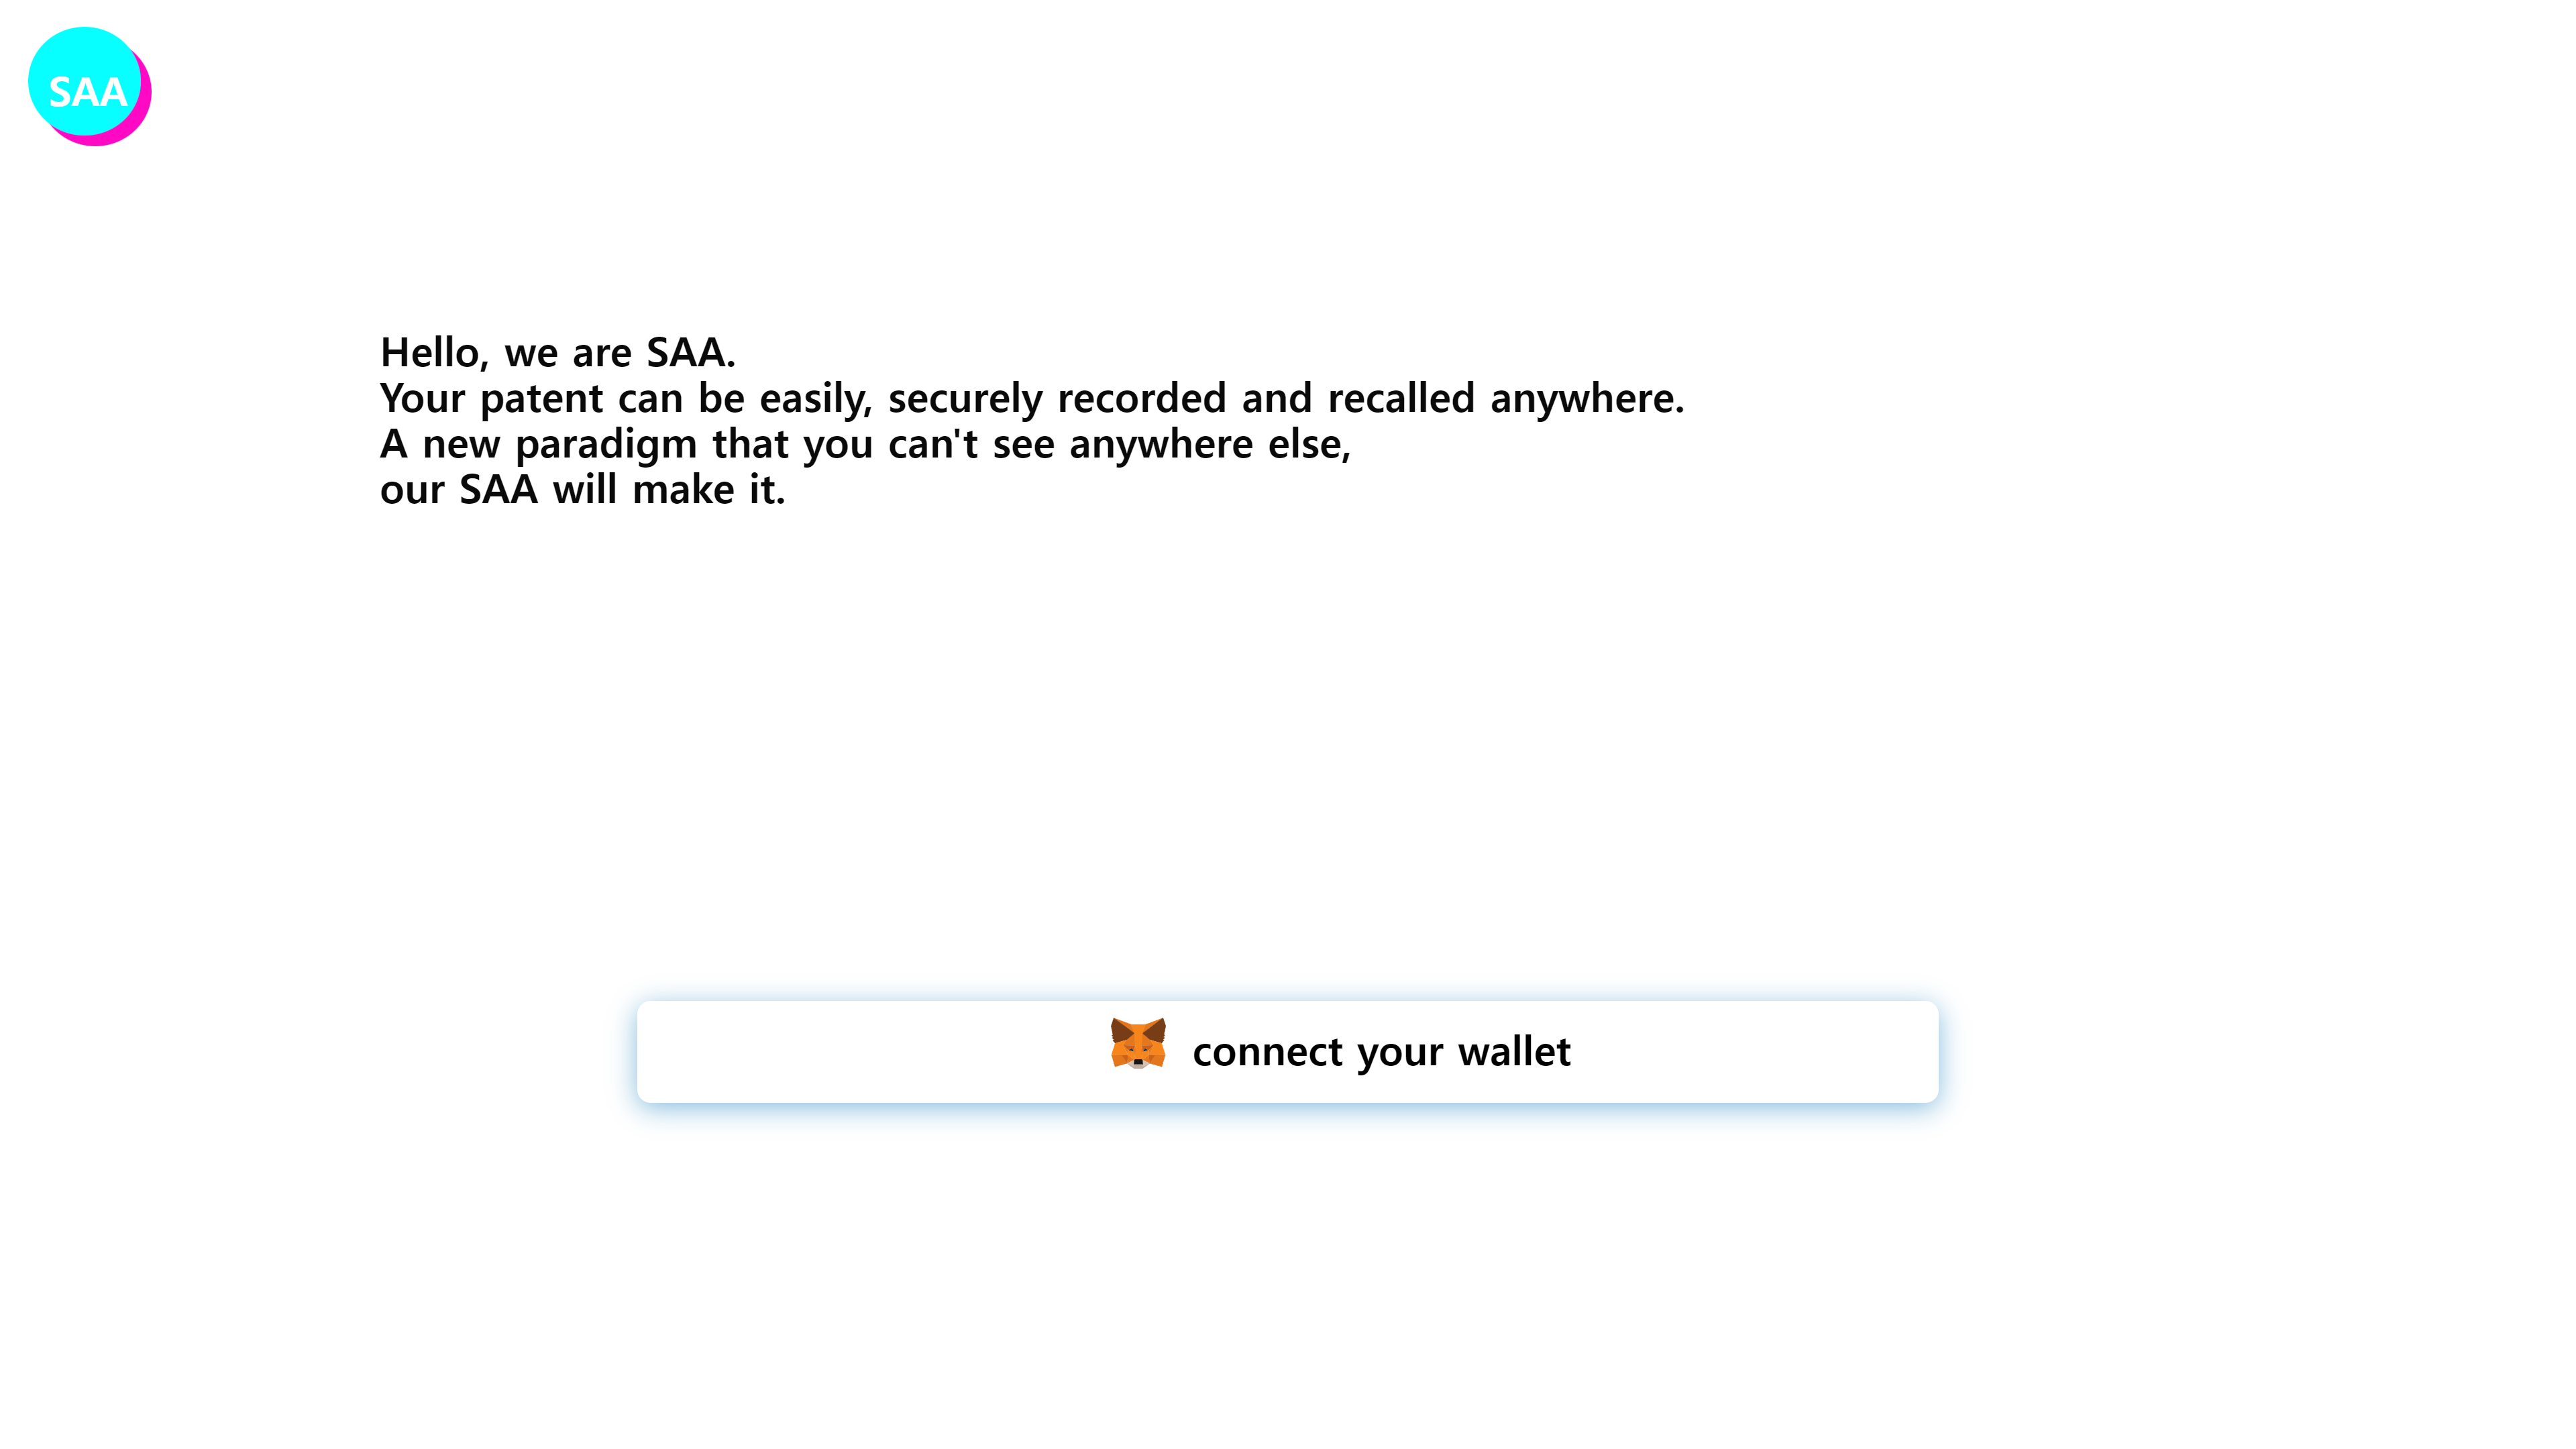 SAA
Hello, we are SAA.
Your patent can be easily, securely recorded and recalled anywhere.
A new paradigm that you can't see anywhere else,
our SAA will make it.
connect your wallet